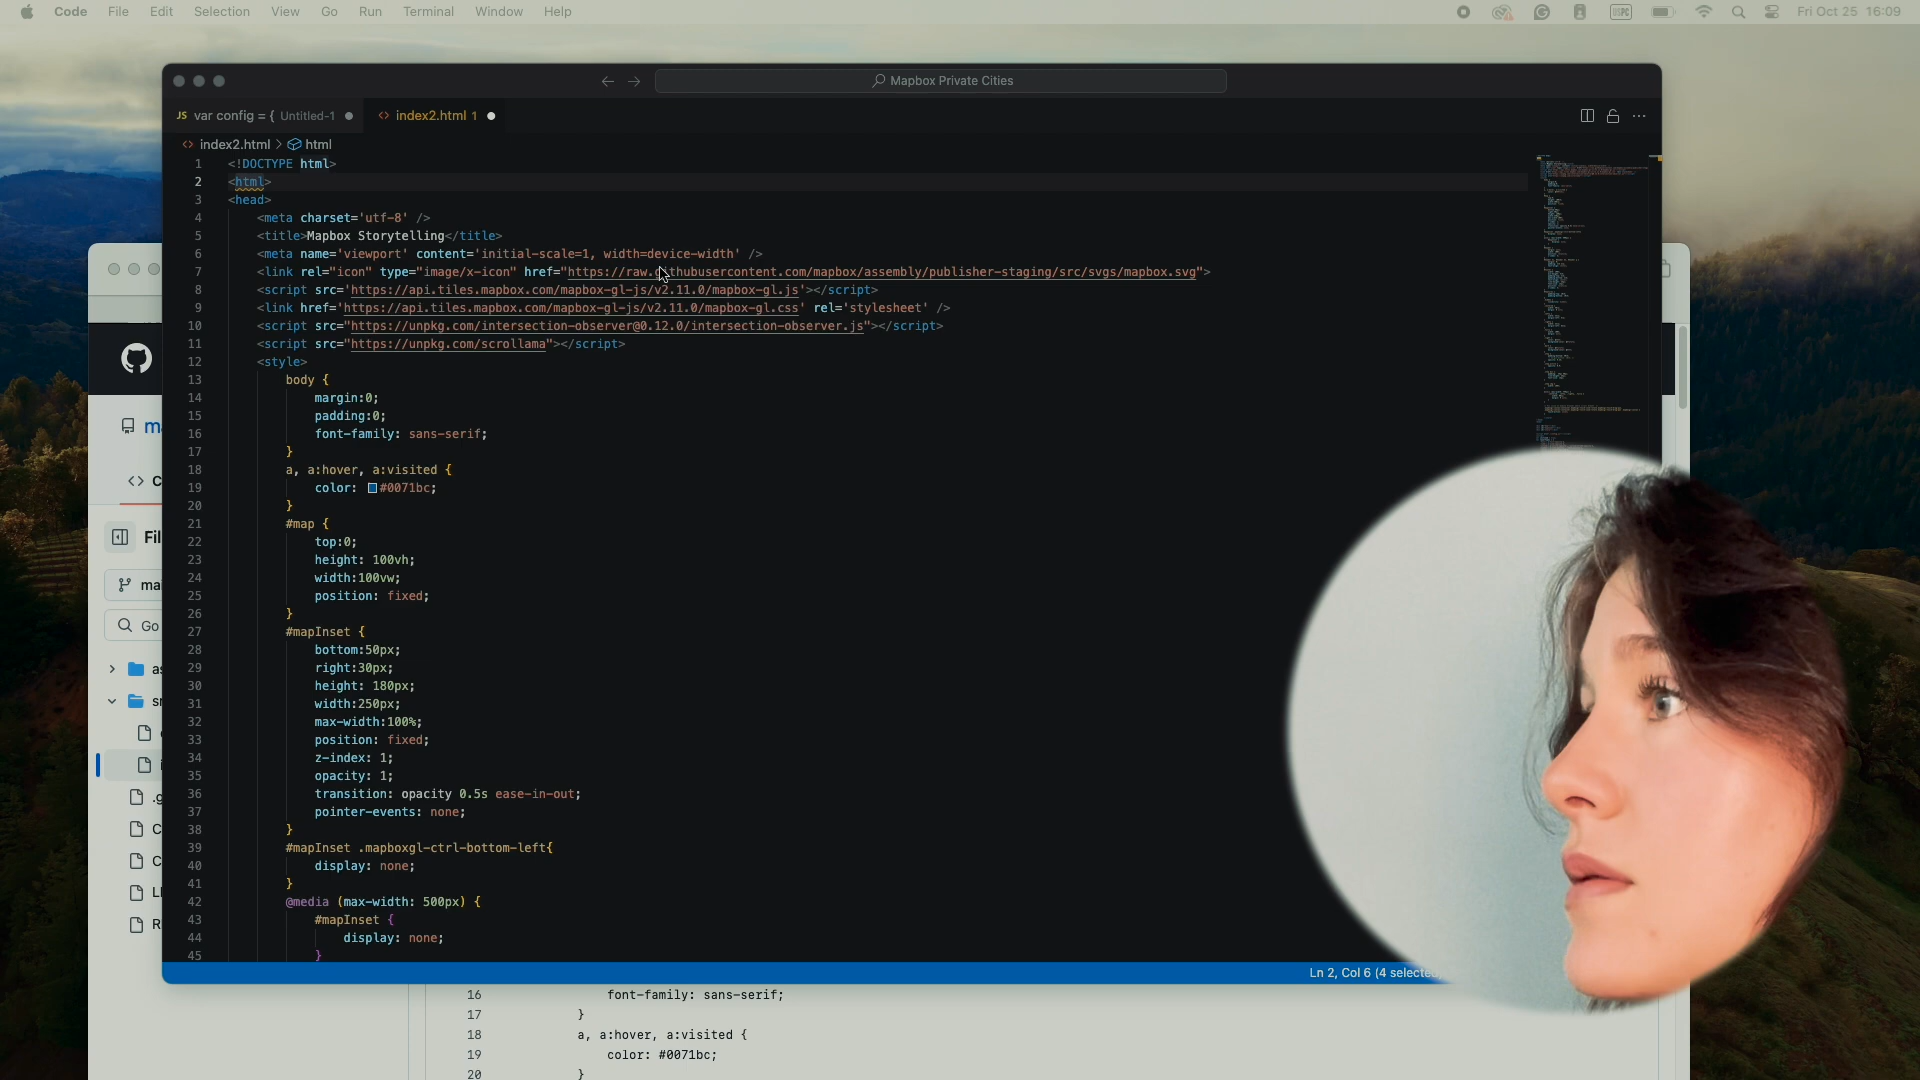 Code File Edit Selection View Go Run Terminal Window Help
Fri Oct 25 16:09
Mapbox Private Cities
JS var config = { Untitled-1
<> index2.html 1
<> index2.html > html
1 <!DOCTYPE html>
2 <html>
3 <head>
4 <meta charset='utf-8' />
5 <title>Mapbox Storytelling</title>
6 <meta name='viewport' content='initial-scale=1, width=device-width' />
7 <link rel="icon" type="image/x-icon" href="https://raw.githubusercontent.com/mapbox/assembly/publisher-staging/src/svgs/mapbox.svg">
8 <script src='https://api.tiles.mapbox.com/mapbox-gl-js/v2.11.0/mapbox-gl.js'></script>
9 <link href='https://api.tiles.mapbox.com/mapbox-gl-js/v2.11.0/mapbox-gl.css' rel='stylesheet' />
10 <script src="https://unpkg.com/intersection-observer@0.12.0/intersection-observer.js"></script>
11 <script src="https://unpkg.com/scrollama"></script>
12 <style>
13 body {
14 margin:0;
15 padding:0;
16 font-family: sans-serif;
17 }
18 a, a:hover, a:visited {
19 color: #0071bc;
20 }
21 #map {
22 top:0;
23 height: 100vh;
24 width:100vw;
25 position: fixed;
26 }
27 #mapInset {
28 bottom:50px;
29 right:30px;
30 height: 180px;
31 width:250px;
32 max-width:100%;
33 position: fixed;
34 z-index: 1;
35 opacity: 1;
36 transition: opacity 0.5s ease-in-out;
37 pointer-events: none;
38 }
39 #mapInset .mapboxgl-ctrl-bottom-left{
40 display: none;
41 }
42 @media (max-width: 500px) {
43 #mapInset {
44 display: none;
45 }
Ln 2, Col 6 (4 selected
ma
<> C
Fil
mai
Go
as
sr
.g
C
C
LI
R
16 font-family: sans-serif;
17 }
18 a, a:hover, a:visited {
19 color: #0071bc;
20 }